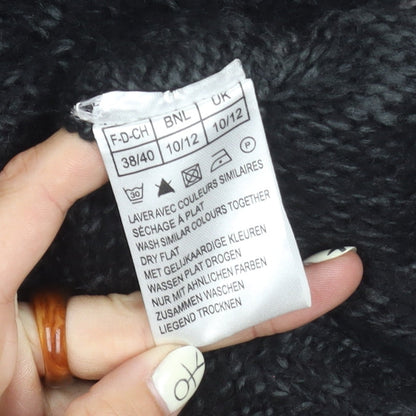 F-D-CH BNL UK
38/40 10/12 10/12
30 P
LAVER AVEC COULEURS SIMILAIRES
SÉCHAGE À PLAT
WASH SIMILAR COLOURS TOGETHER
DRY FLAT
MET GELIJKAARDIGE KLEUREN
WASSEN PLAT DROGEN
NUR MIT ÄHNLICHEN FARBEN
ZUSAMMEN WASCHEN
LIEGEND TROCKNEN
OK